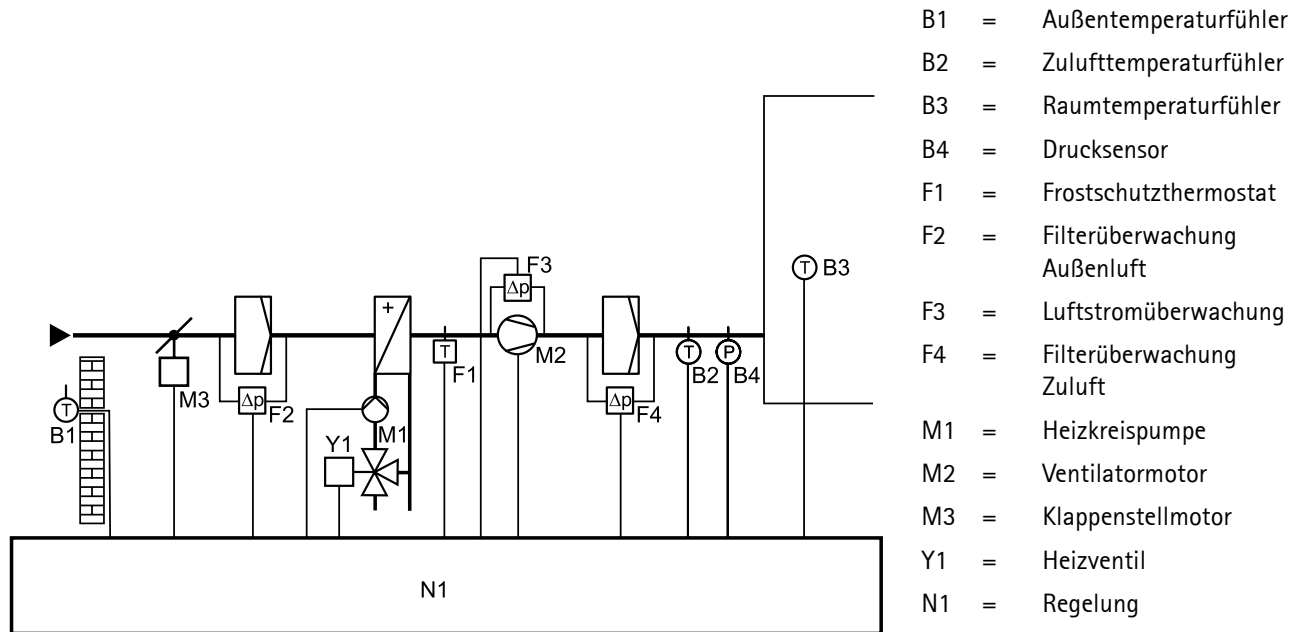 B1 = Außentemperaturfühler
B2 = Zulufttemperaturfühler
B3 = Raumtemperaturfühler
B4 = Drucksensor
F1 = Frostschutzthermostat
F2 = Filterüberwachung
Außenluft
F3 = Luftstromüberwachung
F4 = Filterüberwachung
Zuluft
M1 = Heizkreispumpe
M2 = Ventilatormotor
M3 = Klappenstellmotor
Y1 = Heizventil
N1 = Regelung
T B3
F3
Δp
+
M2
T
F1
T
B2
P
B4
M3
Δp
F2
Δp
F4
T
B1
M1
Y1
N1